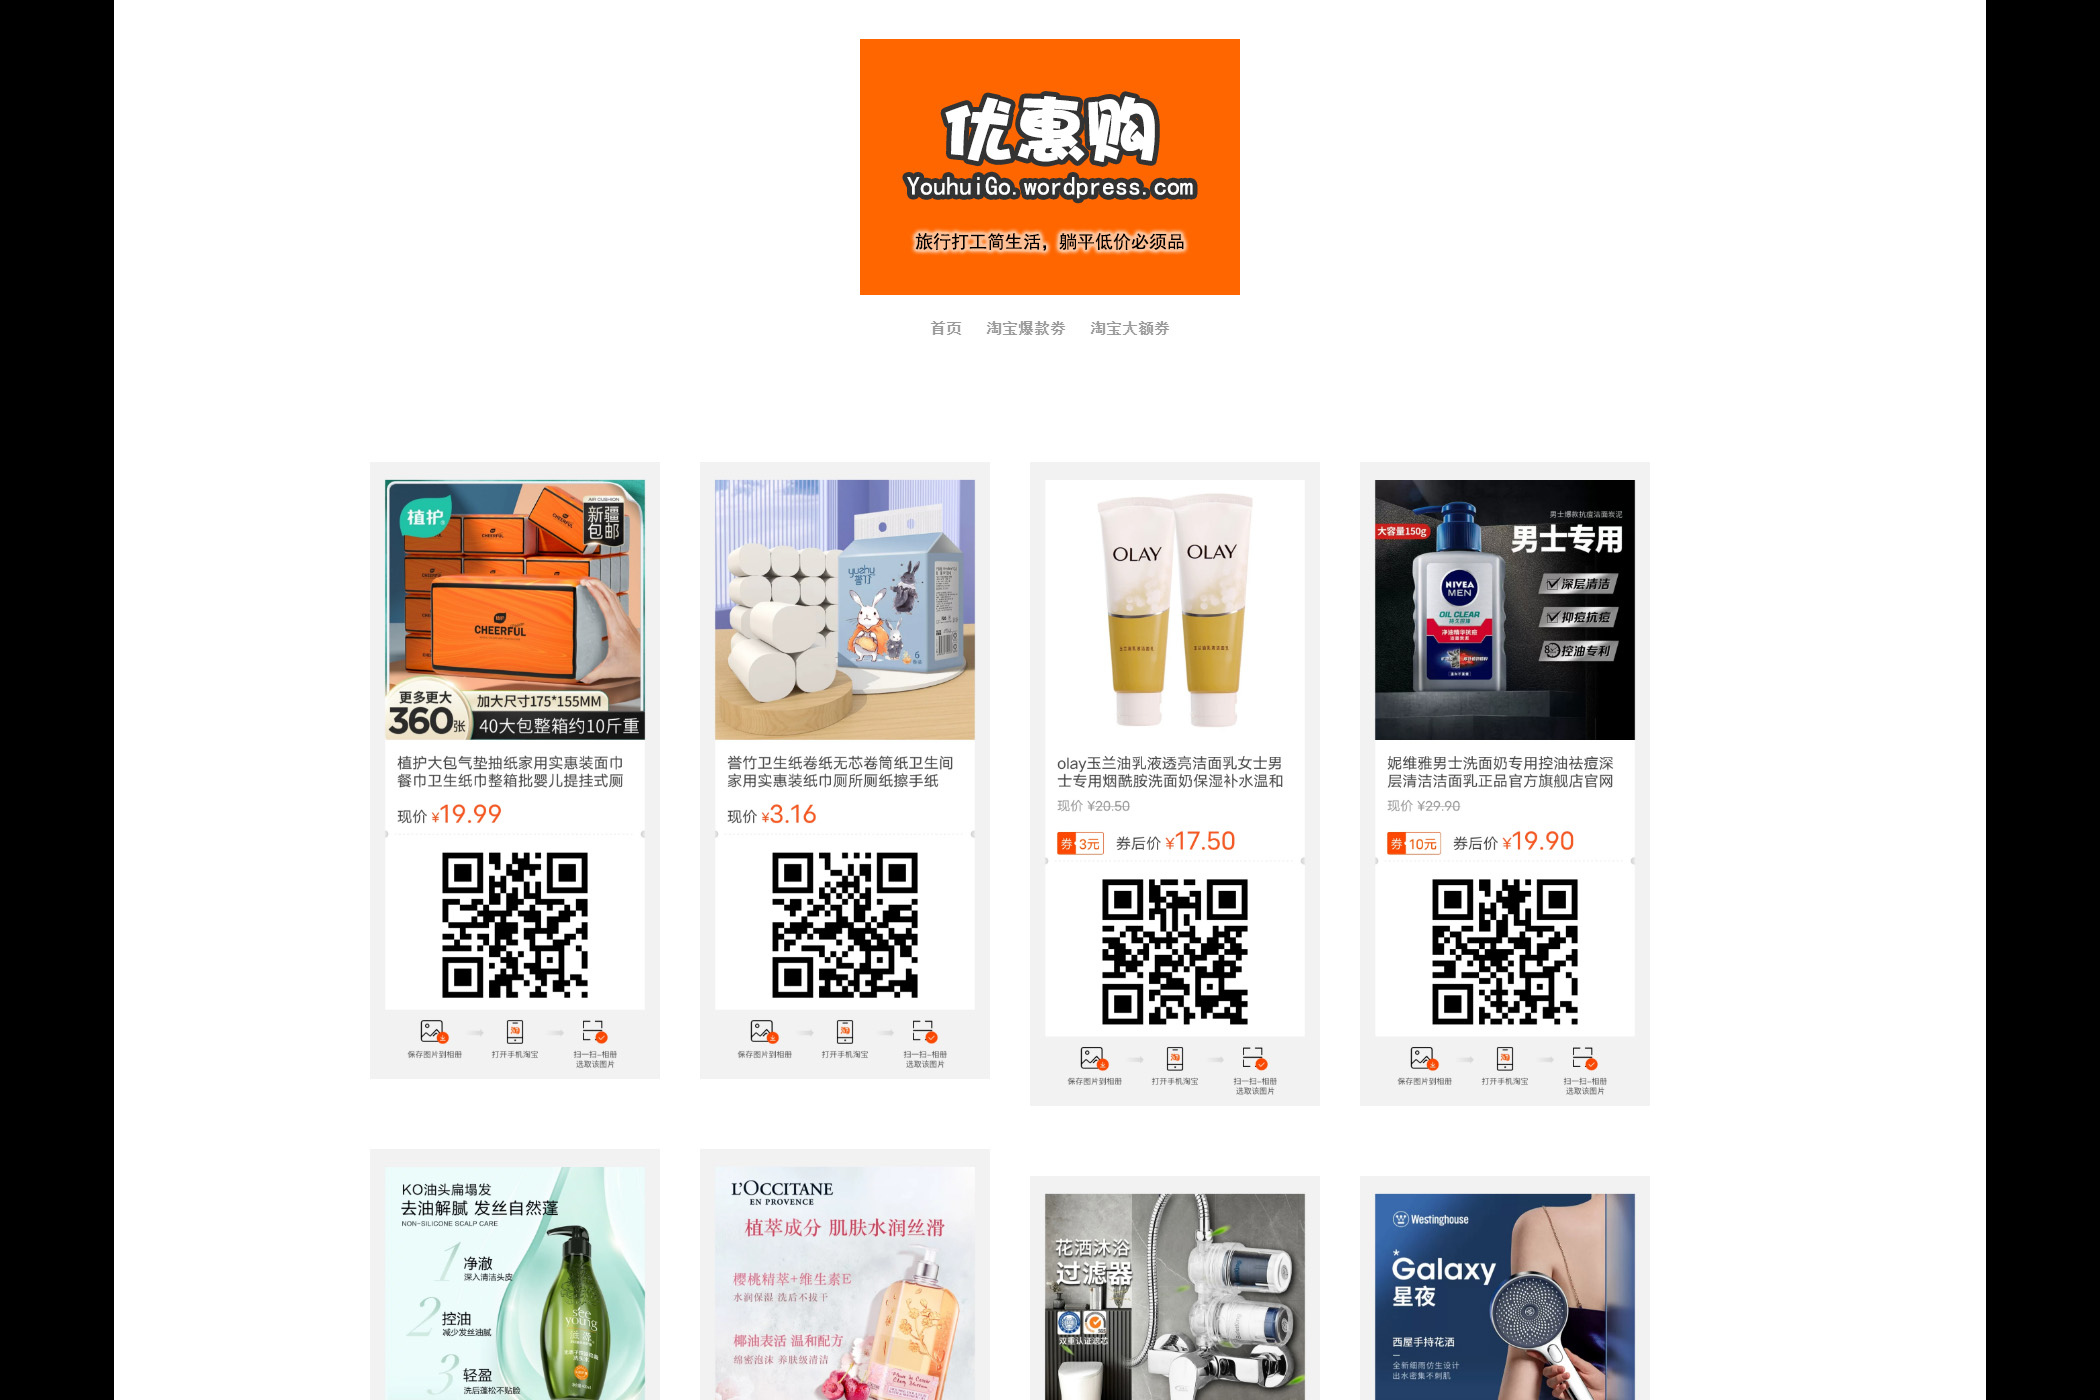 优惠购
YouhuiGo.wordpress.com
旅行打工简生活，躺平低价必须品
首页 淘宝爆款劵 淘宝大额券
植护
AIR CUSHION
新疆
包邮
CHEERFUL
CHEERFUL
更多更大
360张
加大尺寸175*155MM
40大包整箱约10斤重
植护大包气垫抽纸家用实惠装面巾
餐巾卫生纸巾整箱批婴儿提挂式厕
现价 ¥19.99
保存图片到相册
打开手机淘宝
扫一扫-相册
选取该图片
yushu
誉竹
6
誉竹卫生纸卷纸无芯卷筒纸卫生间
家用实惠装纸巾厕所厕纸擦手纸
现价 ¥3.16
保存图片到相册
打开手机淘宝
扫一扫-相册
选取该图片
OLAY
OLAY
olay玉兰油乳液透亮洁面乳女士男
士专用烟酰胺洗面奶保湿补水温和
现价 ¥20.50
券 3元 券后价 ¥17.50
保存图片到相册
打开手机淘宝
扫一扫-相册
选取该图片
男士爆款抗痘洁面炭泥
大容量150g
男士专用
深层清洁
抑痘抗痘
控油专利
NIVEA
MEN
OIL CLEAR
妮维雅男士洗面奶专用控油祛痘深
层清洁洁面乳正品官方旗舰店官网
现价 ¥29.90
券 10元 券后价 ¥19.90
保存图片到相册
打开手机淘宝
扫一扫-相册
选取该图片
KO油头扁塌发
去油解腻 发丝自然蓬
NON-SILICONE SCALP CARE
1 净澈
深入清洁头皮
2 控油
减少发丝油腻
3 轻盈
洗后蓬松不贴脸
see
young
L'OCCITANE
EN PROVENCE
植萃成分 肌肤水润丝滑
樱桃精萃+维生素E
水润保湿 洗后不拔干
椰油表活 温和配方
绵密泡沫 养肤级清洁
花洒沐浴
过滤器
双重认证滤芯
Westinghouse
Galaxy
星夜
西屋手持花洒
全新细雨仿生设计
出水密集不刺肌